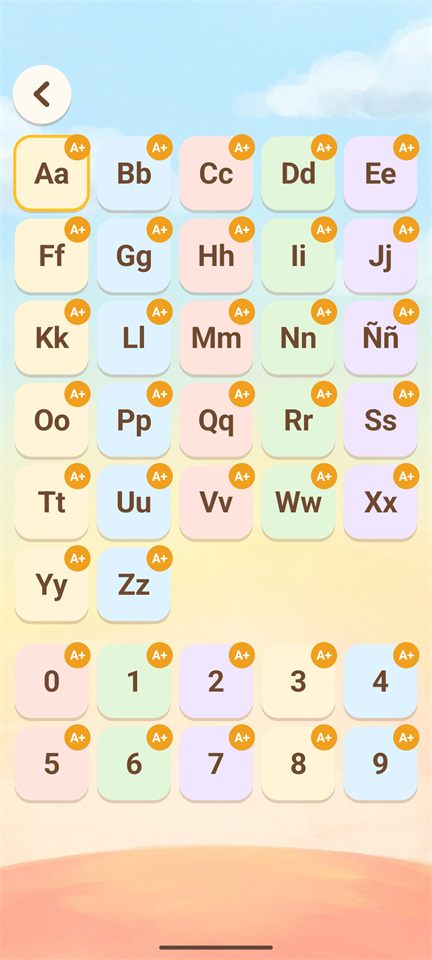 A+ A+ A+ A+ A+
Aa Bb Cc Dd Ee
A+ A+ A+ A+ A+
Ff Gg Hh Ii Jj
A+ A+ A+ A+ A+
Kk Ll Mm Nn Ññ
A+ A+ A+ A+ A+
Oo Pp Qq Rr Ss
A+ A+ A+ A+ A+
Tt Uu Vv Ww Xx
A+ A+
Yy Zz
A+ A+ A+ A+ A+
0 1 2 3 4
A+ A+ A+ A+ A+
5 6 7 8 9